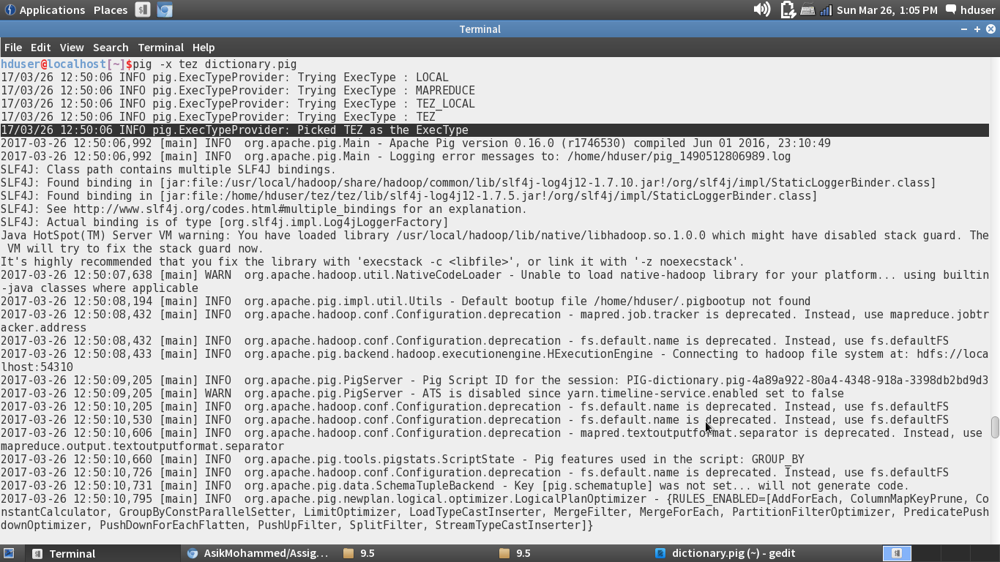 Applications Places Sun Mar 26, 1:05 PM hduser
Terminal
File Edit View Search Terminal Help
hduser@localhost[~]$pig -x tez dictionary.pig
17/03/26 12:50:06 INFO pig.ExecTypeProvider: Trying ExecType : LOCAL
17/03/26 12:50:06 INFO pig.ExecTypeProvider: Trying ExecType : MAPREDUCE
17/03/26 12:50:06 INFO pig.ExecTypeProvider: Trying ExecType : TEZ_LOCAL
17/03/26 12:50:06 INFO pig.ExecTypeProvider: Trying ExecType : TEZ
17/03/26 12:50:06 INFO pig.ExecTypeProvider: Picked TEZ as the ExecType
2017-03-26 12:50:06,992 [main] INFO  org.apache.pig.Main - Apache Pig version 0.16.0 (r1746530) compiled Jun 01 2016, 23:10:49
2017-03-26 12:50:06,992 [main] INFO  org.apache.pig.Main - Logging error messages to: /home/hduser/pig_1490512806989.log
SLF4J: Class path contains multiple SLF4J bindings.
SLF4J: Found binding in [jar:file:/usr/local/hadoop/share/hadoop/common/lib/slf4j-log4j12-1.7.10.jar!/org/slf4j/impl/StaticLoggerBinder.class]
SLF4J: Found binding in [jar:file:/home/hduser/tez/tez/lib/slf4j-log4j12-1.7.5.jar!/org/slf4j/impl/StaticLoggerBinder.class]
SLF4J: See http://www.slf4j.org/codes.html#multiple_bindings for an explanation.
SLF4J: Actual binding is of type [org.slf4j.impl.Log4jLoggerFactory]
Java HotSpot(TM) Server VM warning: You have loaded library /usr/local/hadoop/lib/native/libhadoop.so.1.0.0 which might have disabled stack guard. The
 VM will try to fix the stack guard now.
It's highly recommended that you fix the library with 'execstack -c <libfile>', or link it with '-z noexecstack'.
2017-03-26 12:50:07,638 [main] WARN  org.apache.hadoop.util.NativeCodeLoader - Unable to load native-hadoop library for your platform... using builtin
-java classes where applicable
2017-03-26 12:50:08,194 [main] INFO  org.apache.pig.impl.util.Utils - Default bootup file /home/hduser/.pigbootup not found
2017-03-26 12:50:08,432 [main] INFO  org.apache.hadoop.conf.Configuration.deprecation - mapred.job.tracker is deprecated. Instead, use mapreduce.jobtr
acker.address
2017-03-26 12:50:08,432 [main] INFO  org.apache.hadoop.conf.Configuration.deprecation - fs.default.name is deprecated. Instead, use fs.defaultFS
2017-03-26 12:50:08,433 [main] INFO  org.apache.pig.backend.hadoop.executionengine.HExecutionEngine - Connecting to hadoop file system at: hdfs://loca
lhost:54310
2017-03-26 12:50:09,205 [main] INFO  org.apache.pig.PigServer - Pig Script ID for the session: PIG-dictionary.pig-4a89a922-80a4-4348-918a-3398db2bd9d3
2017-03-26 12:50:09,205 [main] WARN  org.apache.pig.PigServer - ATS is disabled since yarn.timeline-service.enabled set to false
2017-03-26 12:50:10,205 [main] INFO  org.apache.hadoop.conf.Configuration.deprecation - fs.default.name is deprecated. Instead, use fs.defaultFS
2017-03-26 12:50:10,530 [main] INFO  org.apache.hadoop.conf.Configuration.deprecation - fs.default.name is deprecated. Instead, use fs.defaultFS
2017-03-26 12:50:10,606 [main] INFO  org.apache.hadoop.conf.Configuration.deprecation - mapred.textoutputformat.separator is deprecated. Instead, use
mapreduce.output.textoutputformat.separator
2017-03-26 12:50:10,660 [main] INFO  org.apache.pig.tools.pigstats.ScriptState - Pig features used in the script: GROUP_BY
2017-03-26 12:50:10,726 [main] INFO  org.apache.hadoop.conf.Configuration.deprecation - fs.default.name is deprecated. Instead, use fs.defaultFS
2017-03-26 12:50:10,731 [main] INFO  org.apache.pig.data.SchemaTupleBackend - Key [pig.schematuple] was not set... will not generate code.
2017-03-26 12:50:10,795 [main] INFO  org.apache.pig.newplan.logical.optimizer.LogicalPlanOptimizer - {RULES_ENABLED=[AddForEach, ColumnMapKeyPrune, Co
nstantCalculator, GroupByConstParallelSetter, LimitOptimizer, LoadTypeCastInserter, MergeFilter, MergeForEach, PartitionFilterOptimizer, PredicatePush
downOptimizer, PushDownForEachFlatten, PushUpFilter, SplitFilter, StreamTypeCastInserter]}
Terminal AsikMohammed/Assig... 9.5 9.5 dictionary.pig (~) - gedit